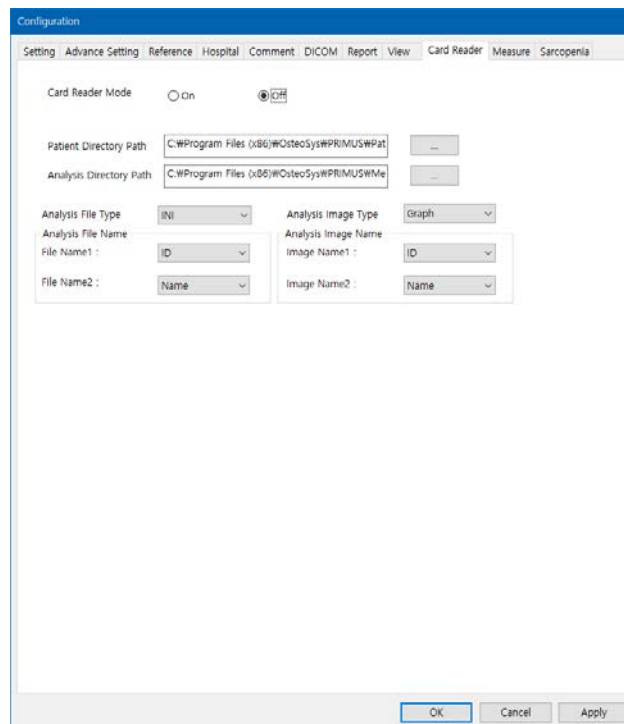 Configuration
Setting Advance Setting Reference Hospital Comment DICOM Report View Card Reader Measure Sarcopenia
Card Reader Mode On Off
Patient Directory Path C:₩Program Files (x86)₩OsteoSys₩PRIMUS₩Pat ...
Analysis Directory Path C:₩Program Files (x86)₩OsteoSys₩PRIMUS₩Me ...
Analysis File Type INI Analysis Image Type Graph
Analysis File Name Analysis Image Name
File Name1 : ID Image Name1 : ID
File Name2 : Name Image Name2 : Name
OK Cancel Apply